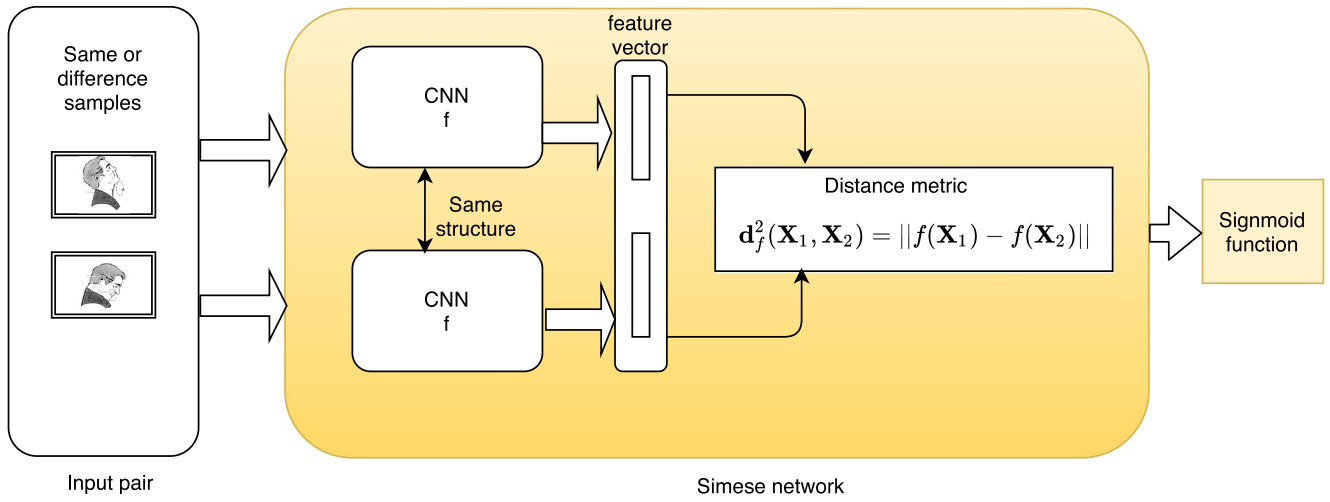 Same or
difference
samples
Input pair
CNN
f
Same
structure
CNN
f
feature
vector
Distance metric
𝐝²_f(𝐗₁, 𝐗₂) = ||f(𝐗₁) − f(𝐗₂)||
Simese network
Signmoid
function